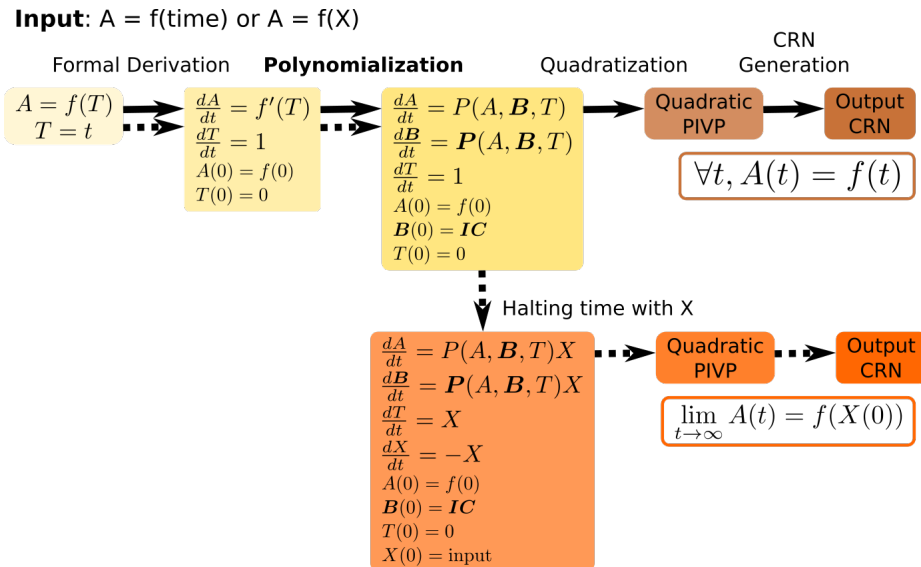 Input: A = f(time) or A = f(X)
Formal Derivation
Polynomialization
Quadratization
CRN
Generation
A = f(T)
T = t
dA/dt = f'(T)
dT/dt = 1
A(0) = f(0)
T(0) = 0
dA/dt = P(A, B, T)
dB/dt = P(A, B, T)
dT/dt = 1
A(0) = f(0)
B(0) = IC
T(0) = 0
Quadratic
PIVP
Output
CRN
∀t, A(t) = f(t)
Halting time with X
dA/dt = P(A, B, T)X
dB/dt = P(A, B, T)X
dT/dt = X
dX/dt = −X
A(0) = f(0)
B(0) = IC
T(0) = 0
X(0) = input
Quadratic
PIVP
Output
CRN
lim t→∞ A(t) = f(X(0))